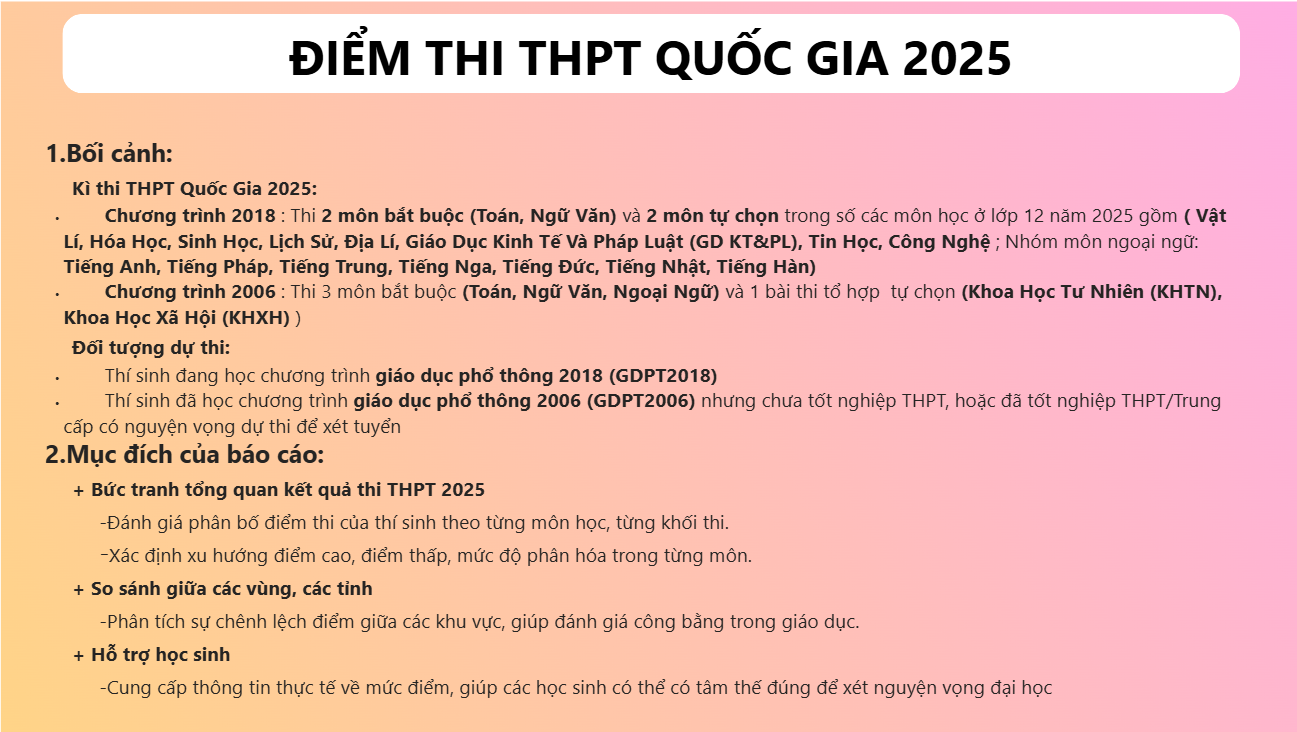 ĐIỂM THI THPT QUỐC GIA 2025
1.Bối cảnh:
Kì thi THPT Quốc Gia 2025:
• Chương trình 2018 : Thi 2 môn bắt buộc (Toán, Ngữ Văn) và 2 môn tự chọn trong số các môn học ở lớp 12 năm 2025 gồm ( Vật
Lí, Hóa Học, Sinh Học, Lịch Sử, Địa Lí, Giáo Dục Kinh Tế Và Pháp Luật (GD KT&PL), Tin Học, Công Nghệ ; Nhóm môn ngoại ngữ:
Tiếng Anh, Tiếng Pháp, Tiếng Trung, Tiếng Nga, Tiếng Đức, Tiếng Nhật, Tiếng Hàn)
• Chương trình 2006 : Thi 3 môn bắt buộc (Toán, Ngữ Văn, Ngoại Ngữ) và 1 bài thi tổ hợp  tự chọn (Khoa Học Tư Nhiên (KHTN),
Khoa Học Xã Hội (KHXH) )
Đối tượng dự thi:
• Thí sinh đang học chương trình giáo dục phổ thông 2018 (GDPT2018)
• Thí sinh đã học chương trình giáo dục phổ thông 2006 (GDPT2006) nhưng chưa tốt nghiệp THPT, hoặc đã tốt nghiệp THPT/Trung
cấp có nguyện vọng dự thi để xét tuyển
2.Mục đích của báo cáo:
+ Bức tranh tổng quan kết quả thi THPT 2025
-Đánh giá phân bố điểm thi của thí sinh theo từng môn học, từng khối thi.
-Xác định xu hướng điểm cao, điểm thấp, mức độ phân hóa trong từng môn.
+ So sánh giữa các vùng, các tỉnh
-Phân tích sự chênh lệch điểm giữa các khu vực, giúp đánh giá công bằng trong giáo dục.
+ Hỗ trợ học sinh
-Cung cấp thông tin thực tế về mức điểm, giúp các học sinh có thể có tâm thế đúng để xét nguyện vọng đại học